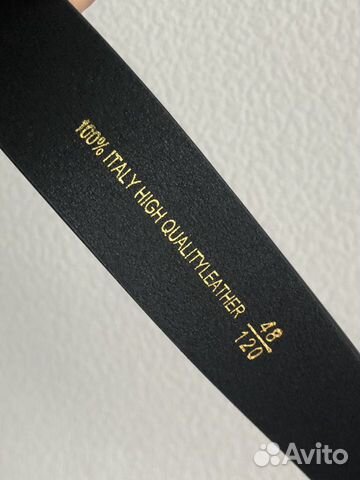 100% ITALY HIGH QUALITYLEATHER 48/120
Avito